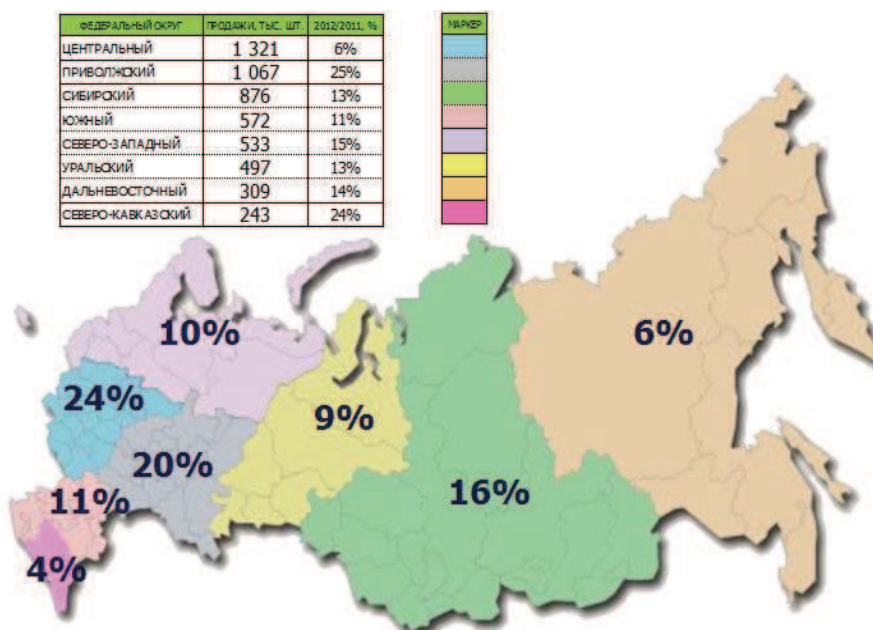 ФЕДЕРАЛЬНЫЙ ОКРУГ ПРОДАЖИ, ТЫС. ШТ. 2012/2011, % МАРКЕР
ЦЕНТРАЛЬНЫЙ 1 321 6%
ПРИВОЛЖСКИЙ 1 067 25%
СИБИРСКИЙ 876 13%
ЮЖНЫЙ 572 11%
СЕВЕРО-ЗАПАДНЫЙ 533 15%
УРАЛЬСКИЙ 497 13%
ДАЛЬНЕВОСТОЧНЫЙ 309 14%
СЕВЕРО-КАВКАЗСКИЙ 243 24%
10%
6%
24%
9%
20%
11%
16%
4%